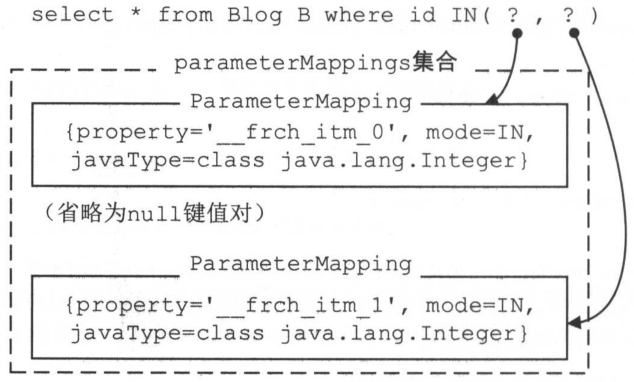 select * from Blog B where id IN( ? , ? )
parameterMappings集合
ParameterMapping
{property='__frch_itm_0', mode=IN,
javaType=class java.lang.Integer}
（省略为null键值对）
ParameterMapping
{property='__frch_itm_1', mode=IN,
javaType=class java.lang.Integer}